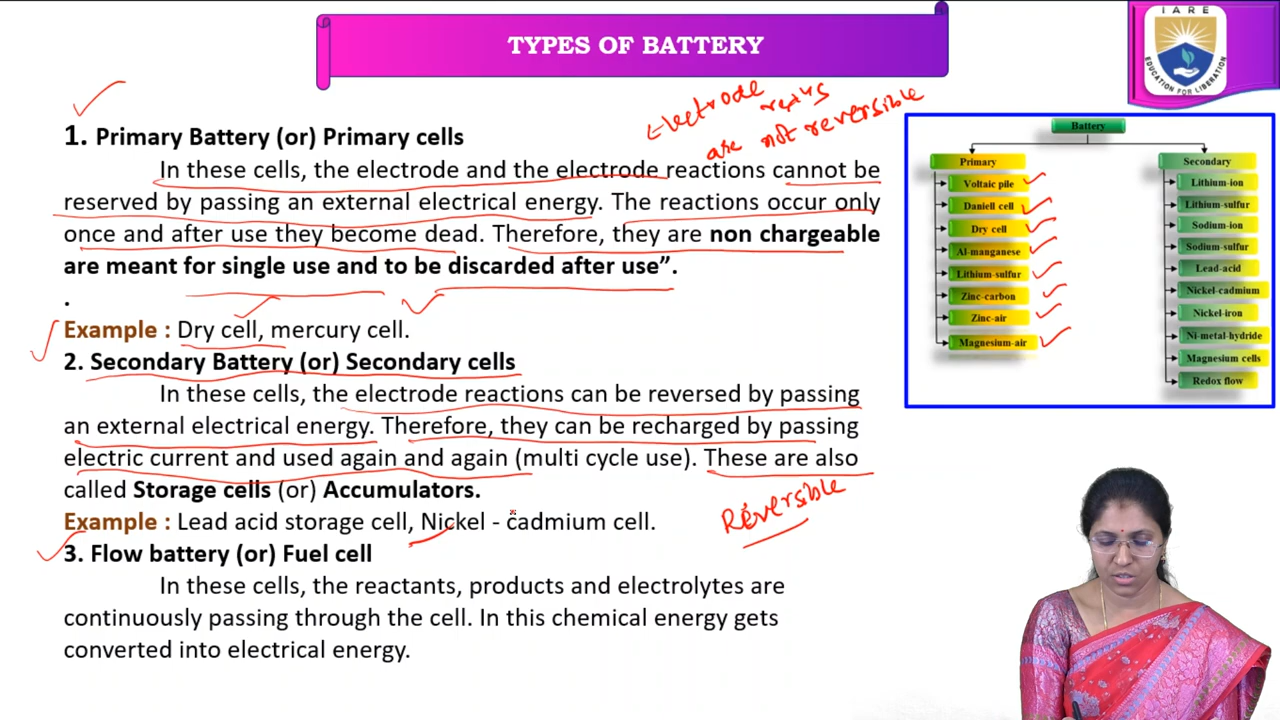 TYPES OF BATTERY
IARE
EDUCATION FOR LIBERATION
Electrode
are not reversible
1. Primary Battery (or) Primary cells
In these cells, the electrode and the electrode reactions cannot be
reserved by passing an external electrical energy. The reactions occur only
once and after use they become dead. Therefore, they are non chargeable
are meant for single use and to be discarded after use”.
.
Example : Dry cell, mercury cell.
2. Secondary Battery (or) Secondary cells
In these cells, the electrode reactions can be reversed by passing
an external electrical energy. Therefore, they can be recharged by passing
electric current and used again and again (multi cycle use). These are also
called Storage cells (or) Accumulators.
Example : Lead acid storage cell, Nickel - cadmium cell.
Reversible
3. Flow battery (or) Fuel cell
In these cells, the reactants, products and electrolytes are
continuously passing through the cell. In this chemical energy gets
converted into electrical energy.
Battery
Primary
Voltaic pile
Daniell cell
Dry cell
Al-manganese
Lithium-sulfur
Zinc-carbon
Zinc-air
Magnesium-air
Secondary
Lithium-ion
Lithium-sulfur
Sodium-ion
Sodium-sulfur
Lead-acid
Nickel-cadmium
Nickel-iron
Ni-metal-hydride
Magnesium cells
Redox flow